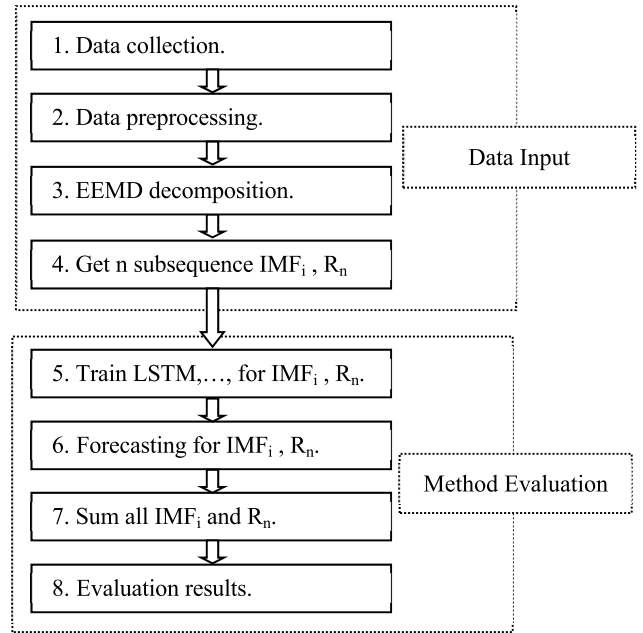 1. Data collection.
2. Data preprocessing.
Data Input
3. EEMD decomposition.
4. Get n subsequence IMFi , Rn
5. Train LSTM,…, for IMFi , Rn.
6. Forecasting for IMFi , Rn.
Method Evaluation
7. Sum all IMFi and Rn.
8. Evaluation results.